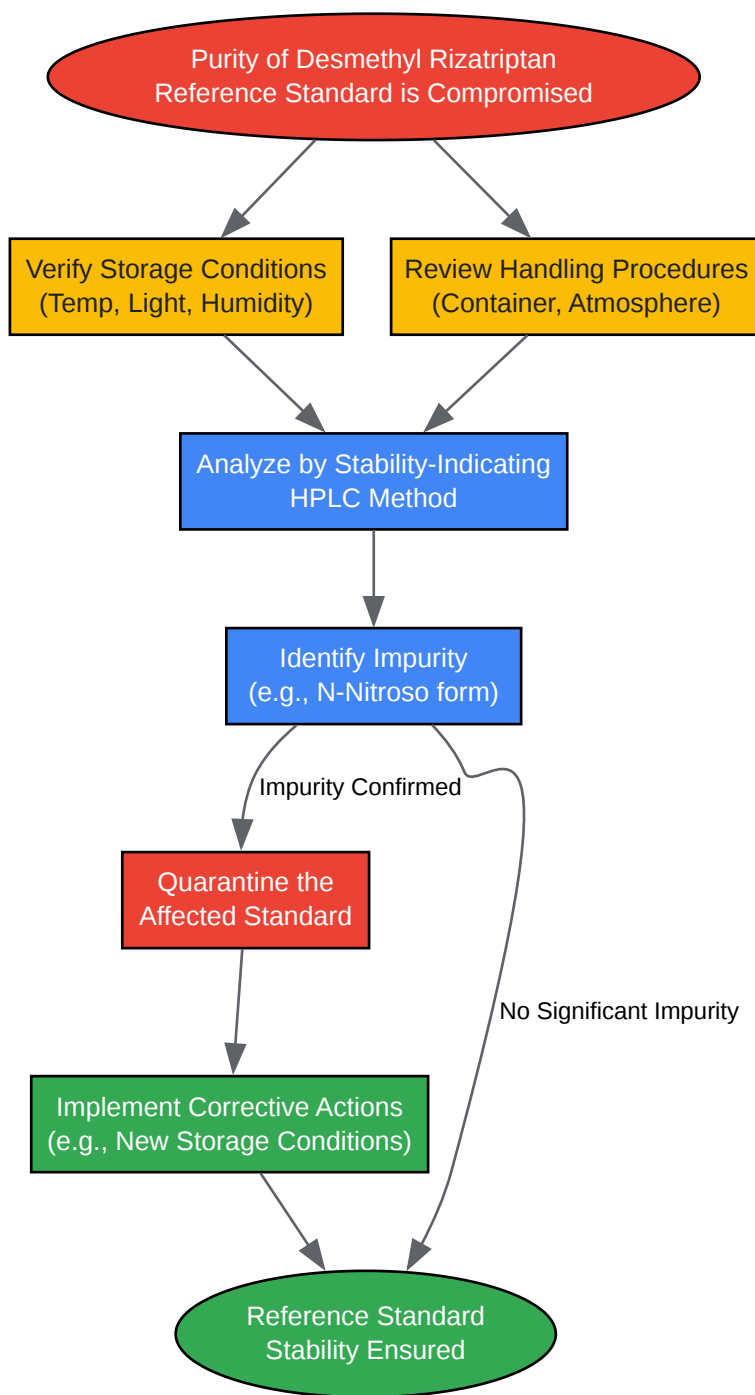 Purity of Desmethyl Rizatriptan
Reference Standard is Compromised
Verify Storage Conditions
(Temp, Light, Humidity)
Review Handling Procedures
(Container, Atmosphere)
Analyze by Stability-Indicating
HPLC Method
Identify Impurity
(e.g., N-Nitroso form)
Impurity Confirmed
Quarantine the
Affected Standard
No Significant Impurity
Implement Corrective Actions
(e.g., New Storage Conditions)
Reference Standard
Stability Ensured